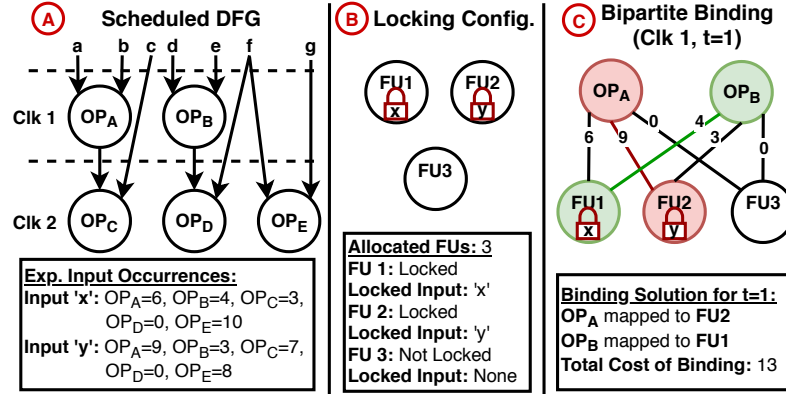 A Scheduled DFG
a b c d e f g
Clk 1
OPA OPB
Clk 2
OPC OPD OPE
Exp. Input Occurrences:
Input 'x': OPA=6, OPB=4, OPC=3,
OPD=0, OPE=10
Input 'y': OPA=9, OPB=3, OPC=7,
OPD=0, OPE=8
B Locking Config.
FU1 FU2
x y
FU3
Allocated FUs: 3
FU 1: Locked
Locked Input: 'x'
FU 2: Locked
Locked Input: 'y'
FU 3: Not Locked
Locked Input: None
C Bipartite Binding
(Clk 1, t=1)
OPA OPB
6 9 0 4 3 0
FU1 FU2 FU3
x y
Binding Solution for t=1:
OPA mapped to FU2
OPB mapped to FU1
Total Cost of Binding: 13